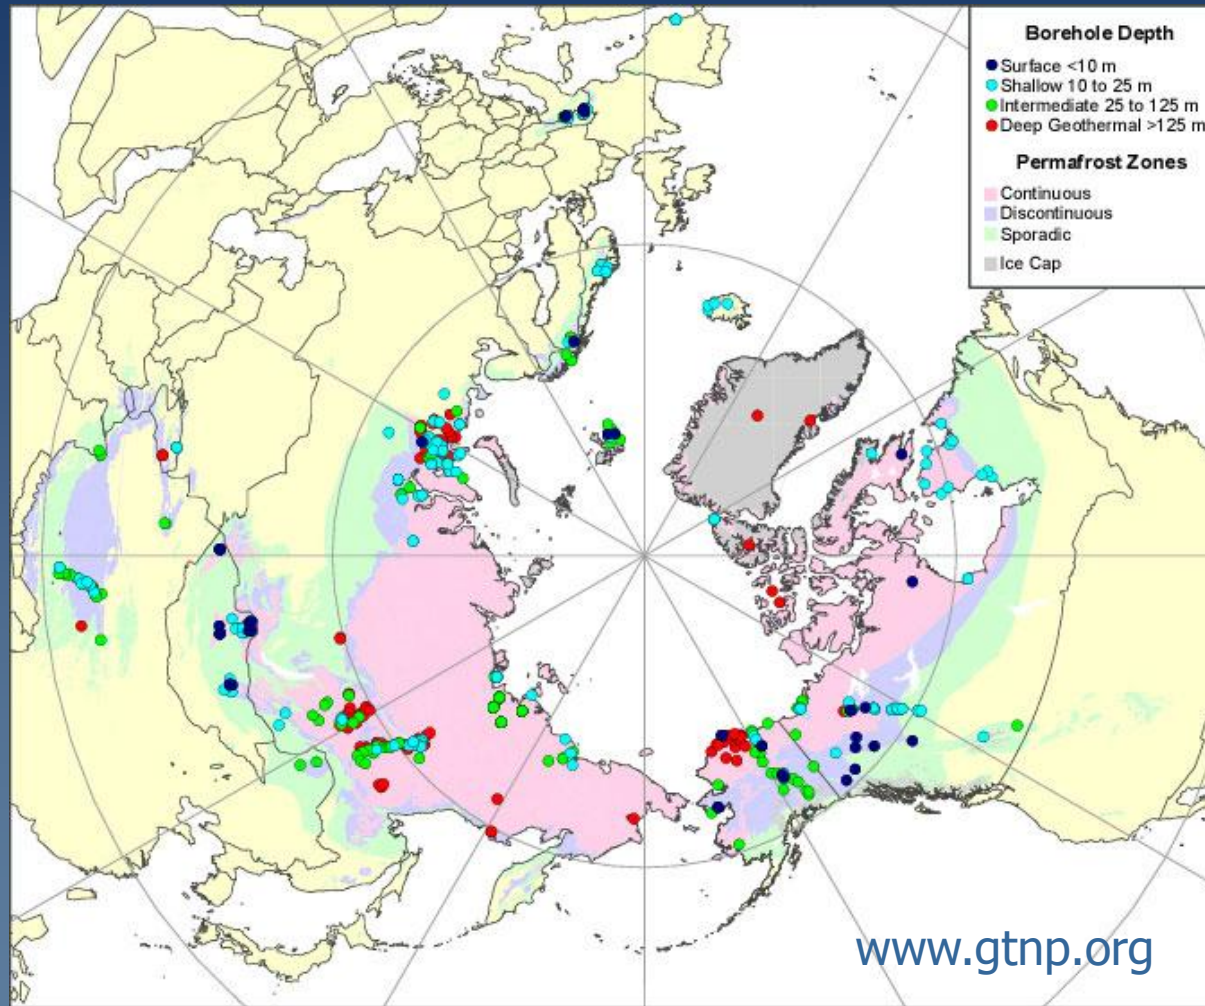 Borehole Depth
Surface <10 m
Shallow 10 to 25 m
Intermediate 25 to 125 m
Deep Geothermal >125 m
Permafrost Zones
Continuous
Discontinuous
Sporadic
Ice Cap
www.gtnp.org